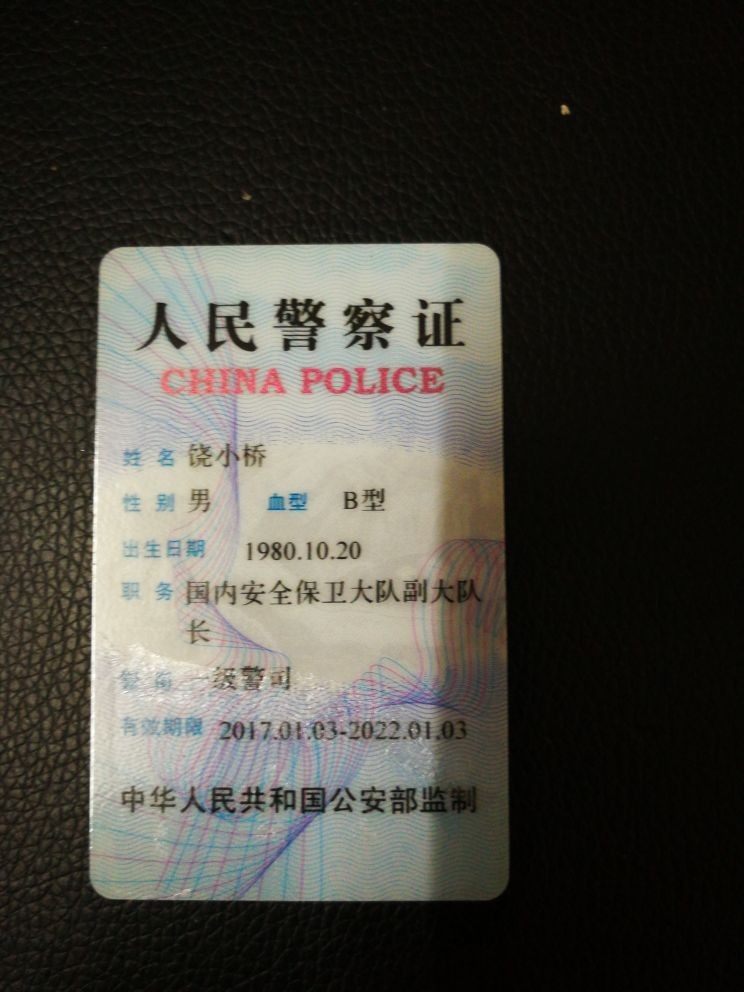 人民警察证
CHINA POLICE
姓名 饶小桥
性别 男 血型 B型
出生日期 1980.10.20
职务 国内安全保卫大队副大队
长
警衔 一级警司
有效期限 2017.01.03-2022.01.03
中华人民共和国公安部监制